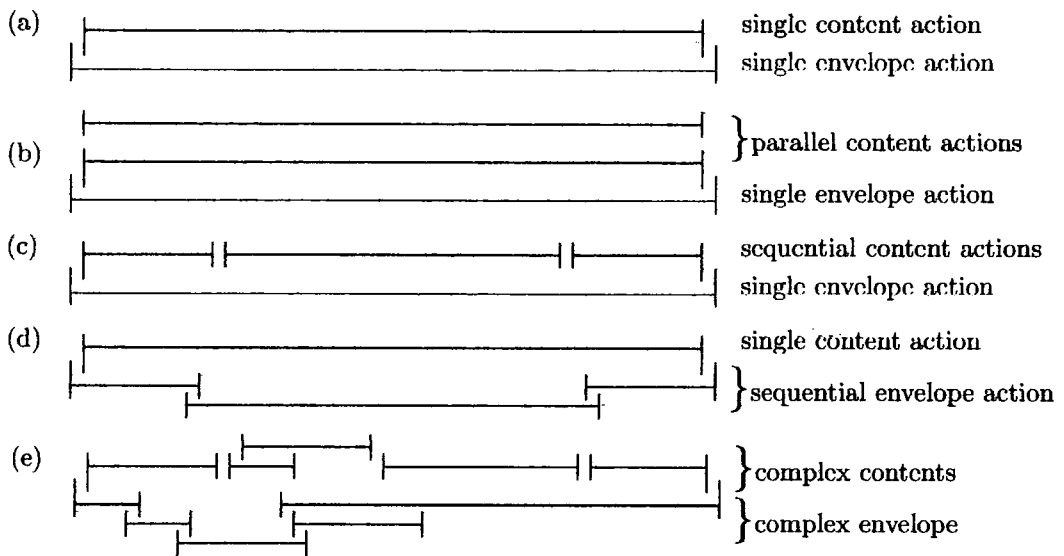 (a) single content action
single envelope action
} parallel content actions
(b)
single envelope action
(c) sequential content actions
single envelope action
(d) single content action
} sequential envelope action
(e)
} complex contents
} complex envelope